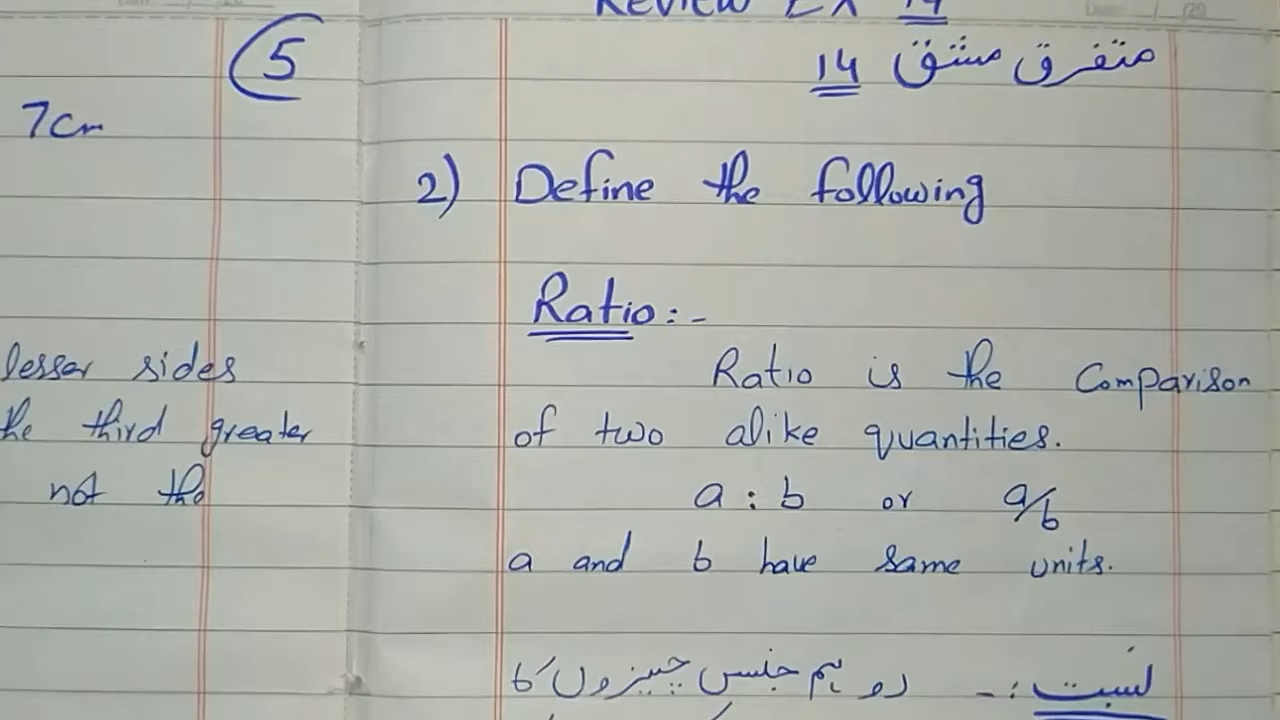 5
7cm
lesser sides
the third greater
not the
Review EX 14
متفرق مشق ۱۴
2) Define the following
Ratio:-
Ratio is the Comparison
of two alike quantities.
a : b or a/b
a and b have same units.
نسبت :- دو ہم جنس چیزوں کا